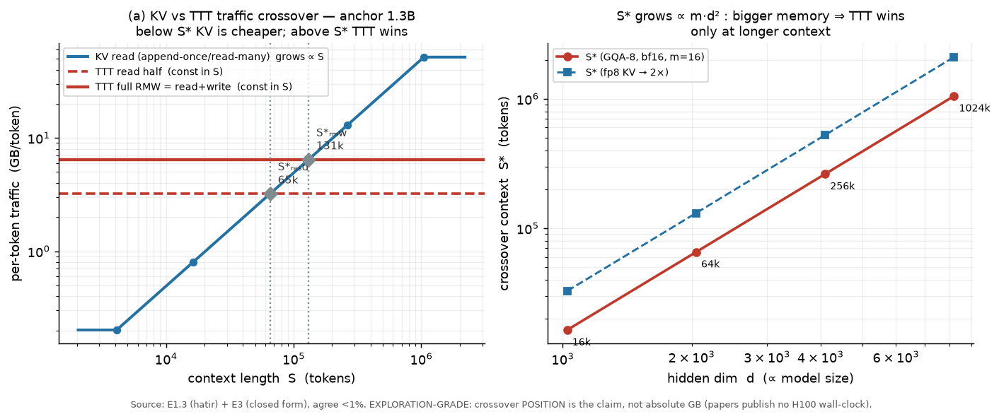 (a) KV vs TTT traffic crossover — anchor 1.3B
below S* KV is cheaper; above S* TTT wins
KV read (append-once/read-many)  grows ∝ S
TTT read half  (const in S)
TTT full RMW = read+write  (const in S)
per-token traffic  (GB/token)
10¹
10⁰
S*ᵣₘw
131k
S*ᵣₑₐd
65k
10⁴
10⁵
10⁶
context length  S  (tokens)
S* grows ∝ m·d² : bigger memory ⇒ TTT wins
only at longer context
S* (GQA-8, bf16, m=16)
S* (fp8 KV → 2×)
crossover context  S*  (tokens)
10⁶
10⁵
1024k
256k
64k
16k
10³
2 × 10³
3 × 10³
4 × 10³
6 × 10³
hidden dim  d  (∝ model size)
Source: E1.3 (hatir) + E3 (closed form), agree <1%. EXPLORATION-GRADE: crossover POSITION is the claim, not absolute GB (papers publish no H100 wall-clock).